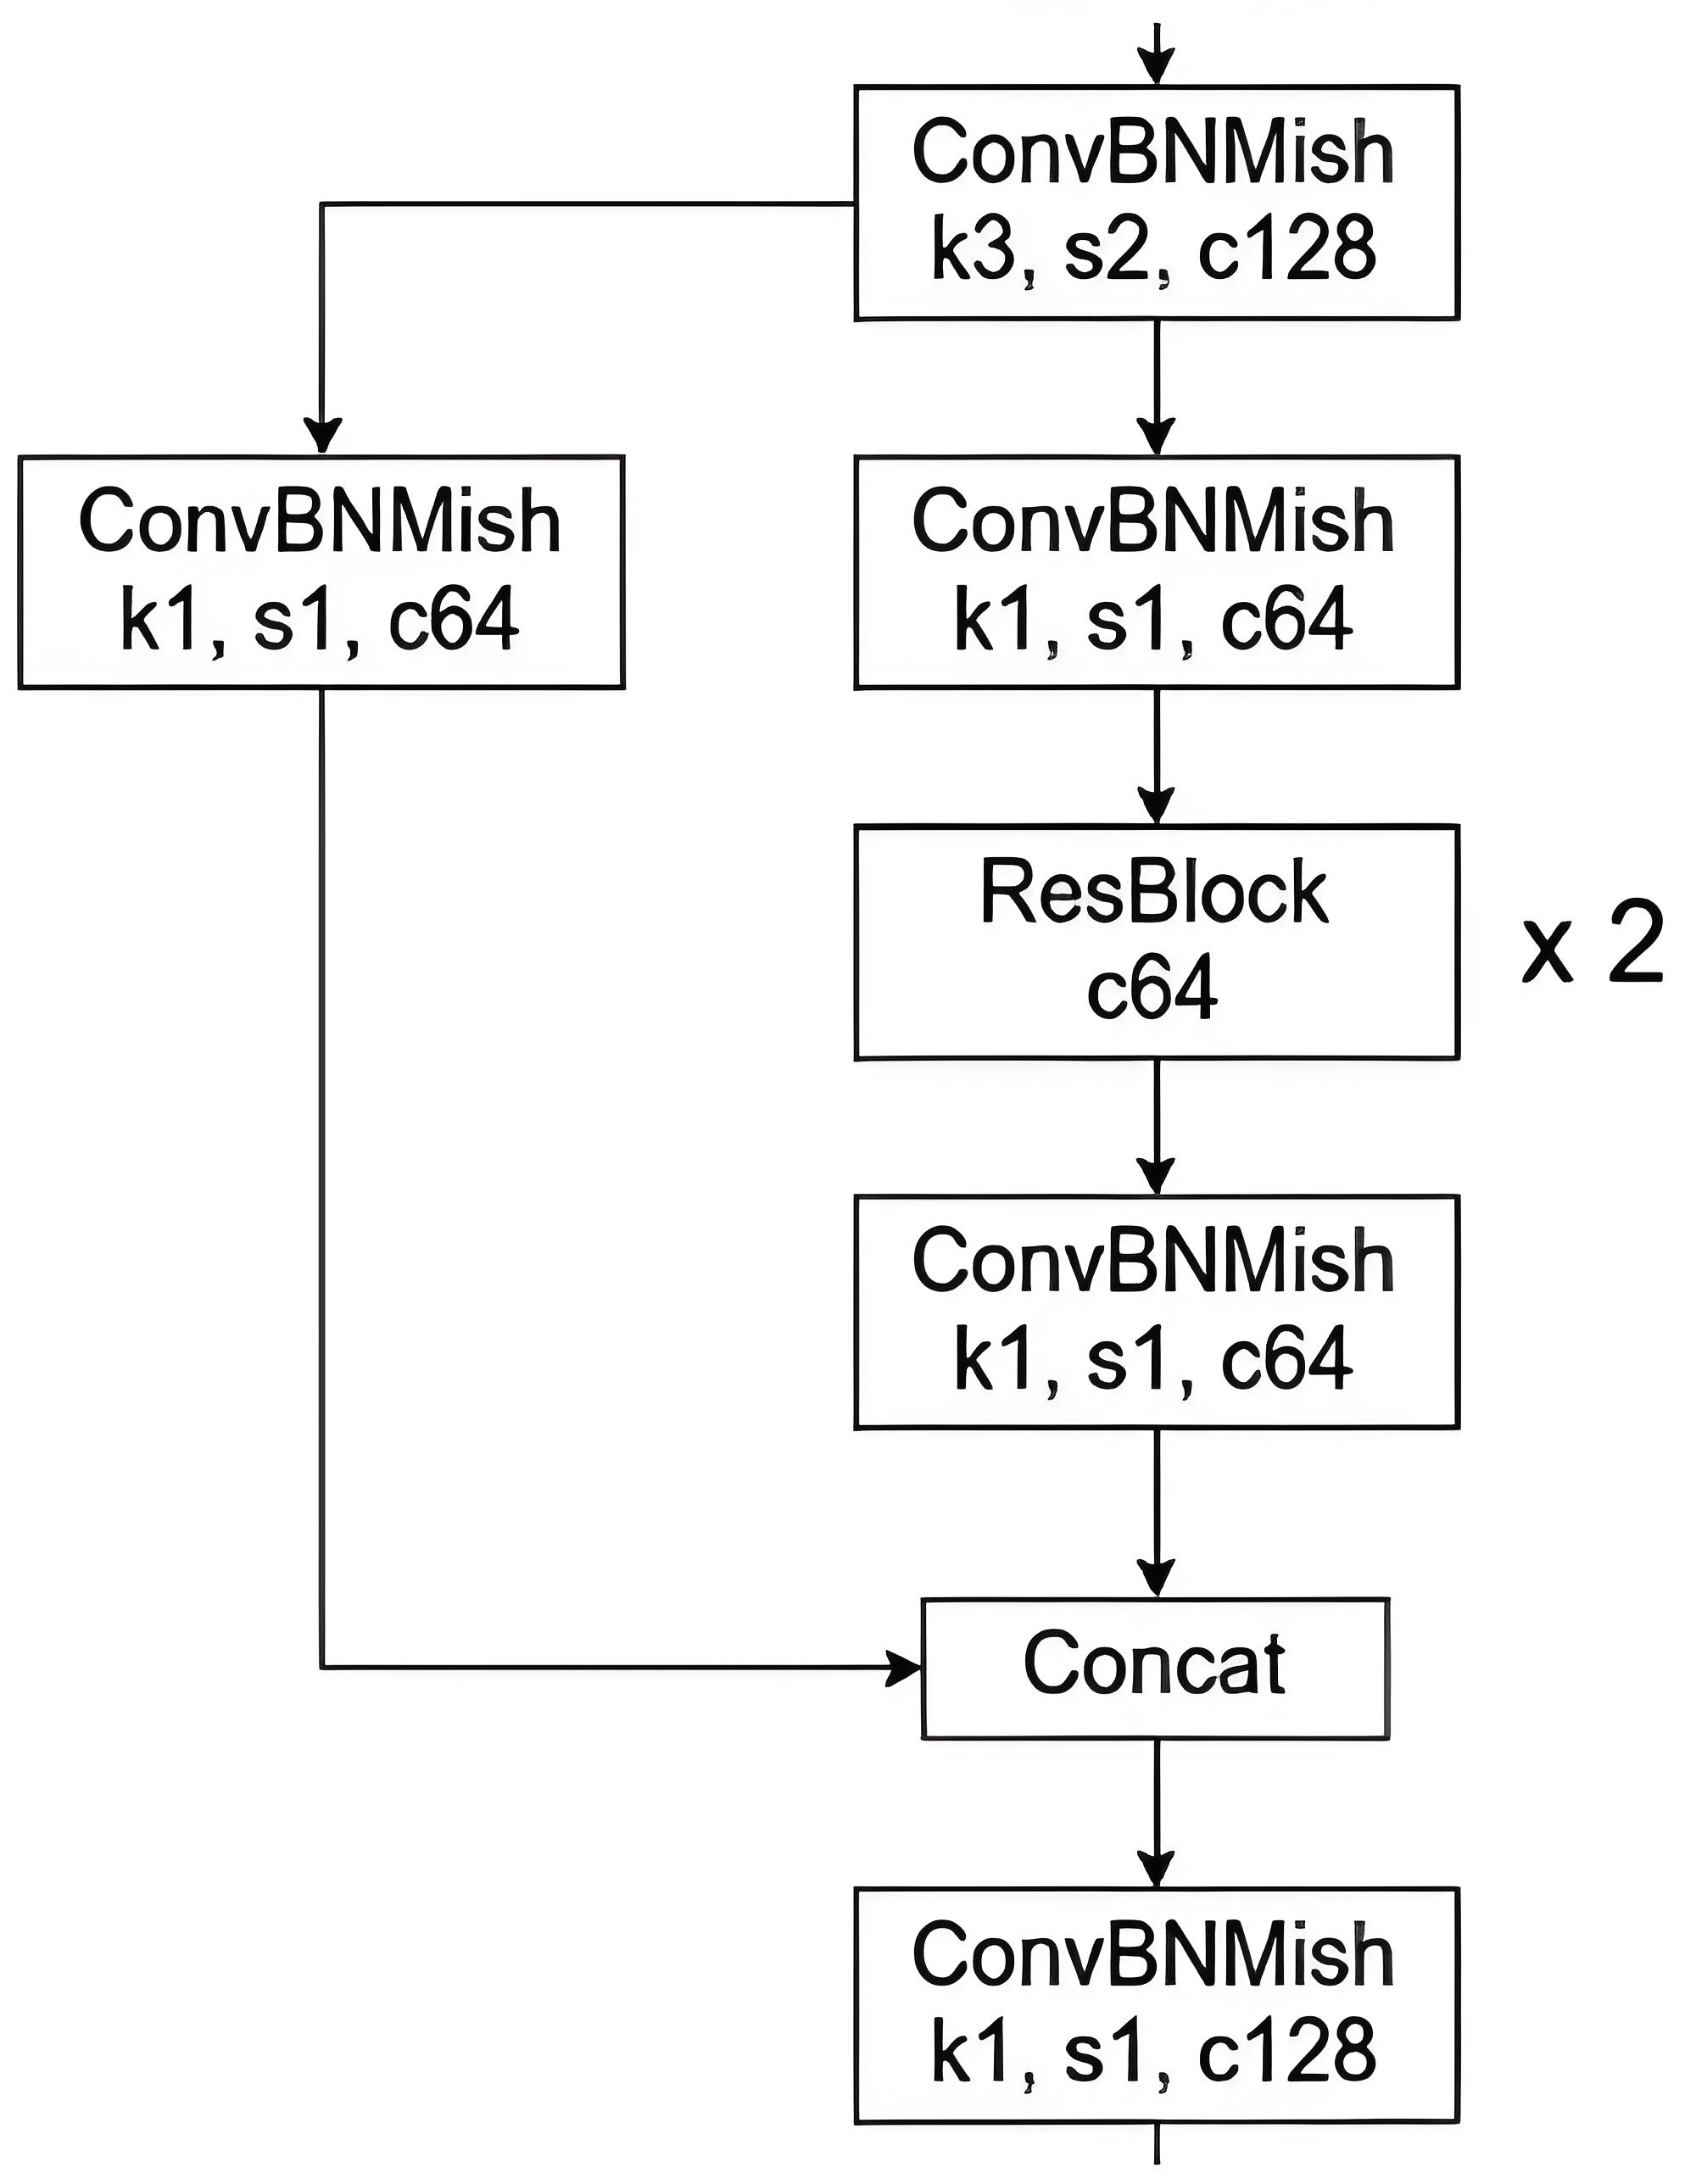 ConvBNMish
k3, s2, c128
ConvBNMish
k1, s1, c64
ConvBNMish
k1, s1, c64
ResBlock
c64
x 2
ConvBNMish
k1, s1, c64
Concat
ConvBNMish
k1, s1, c128